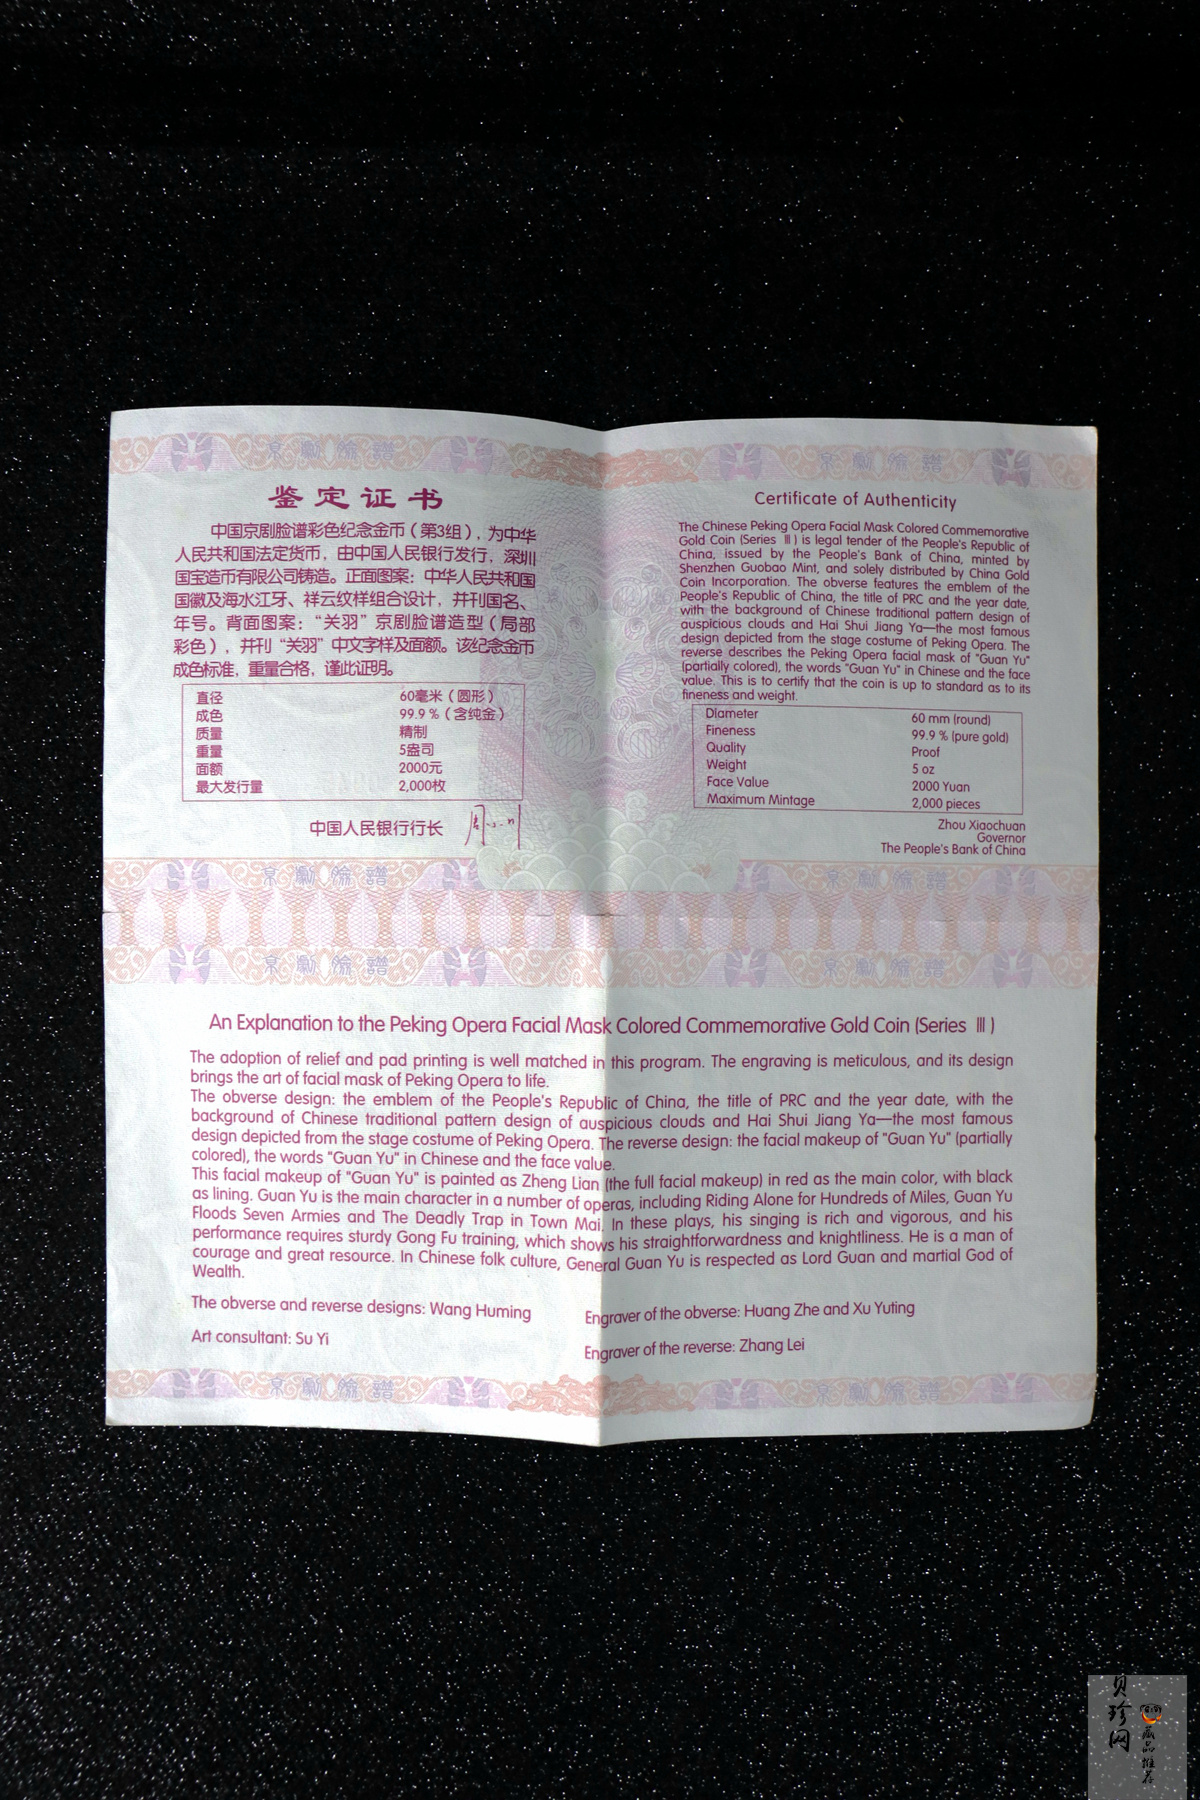 鉴定证书
中国京剧脸谱彩色纪念金币（第3组），为中华
人民共和国法定货币，由中国人民银行发行，深圳
国宝造币有限公司铸造。正面图案：中华人民共和国
国徽及海水江牙、祥云纹样组合设计，并刊国名、
年号。背面图案：“关羽”京剧脸谱造型（局部
彩色），并刊“关羽”中文字样及面额。该纪念金币
成色标准，重量合格，谨此证明。
直径 60毫米（圆形）
成色 99.9％（含纯金）
质量 精制
重量 5盎司
面额 2000元
最大发行量 2,000枚
中国人民银行行长
Certificate of Authenticity
The Chinese Peking Opera Facial Mask Colored Commemorative
Gold Coin (Series Ⅲ) is legal tender of the People's Republic of
China, issued by the People's Bank of China, minted by
Shenzhen Guobao Mint, and solely distributed by China Gold
Coin Incorporation. The obverse features the emblem of the
People's Republic of China, the title of PRC and the year date,
with the background of Chinese traditional pattern design of
auspicious clouds and Hai Shui Jiang Ya—the most famous
design depicted from the stage costume of Peking Opera. The
reverse describes the Peking Opera facial mask of "Guan Yu"
(partially colored), the words "Guan Yu" in Chinese and the face
value. This is to certify that the coin is up to standard as to its
fineness and weight.
Diameter 60 mm (round)
Fineness 99.9 % (pure gold)
Quality Proof
Weight 5 oz
Face Value 2000 Yuan
Maximum Mintage 2,000 pieces
Zhou Xiaochuan
Governor
The People's Bank of China
京劇臉譜
An Explanation to the Peking Opera Facial Mask Colored Commemorative Gold Coin (Series Ⅲ)
The adoption of relief and pad printing is well matched in this program. The engraving is meticulous, and its design
brings the art of facial mask of Peking Opera to life.
The obverse design: the emblem of the People's Republic of China, the title of PRC and the year date, with the
background of Chinese traditional pattern design of auspicious clouds and Hai Shui Jiang Ya—the most famous
design depicted from the stage costume of Peking Opera. The reverse design: the facial makeup of "Guan Yu" (partially
colored), the words "Guan Yu" in Chinese and the face value.
This facial makeup of "Guan Yu" is painted as Zheng Lian (the full facial makeup) in red as the main color, with black
as lining. Guan Yu is the main character in a number of operas, including Riding Alone for Hundreds of Miles, Guan Yu
Floods Seven Armies and The Deadly Trap in Town Mai. In these plays, his singing is rich and vigorous, and his
performance requires sturdy Gong Fu training, which shows his straightforwardness and knightliness. He is a man of
courage and great resource. In Chinese folk culture, General Guan Yu is respected as Lord Guan and martial God of
Wealth.
The obverse and reverse designs: Wang Huming
Engraver of the obverse: Huang Zhe and Xu Yuting
Art consultant: Su Yi
Engraver of the reverse: Zhang Lei
贝珍网
藏品推荐